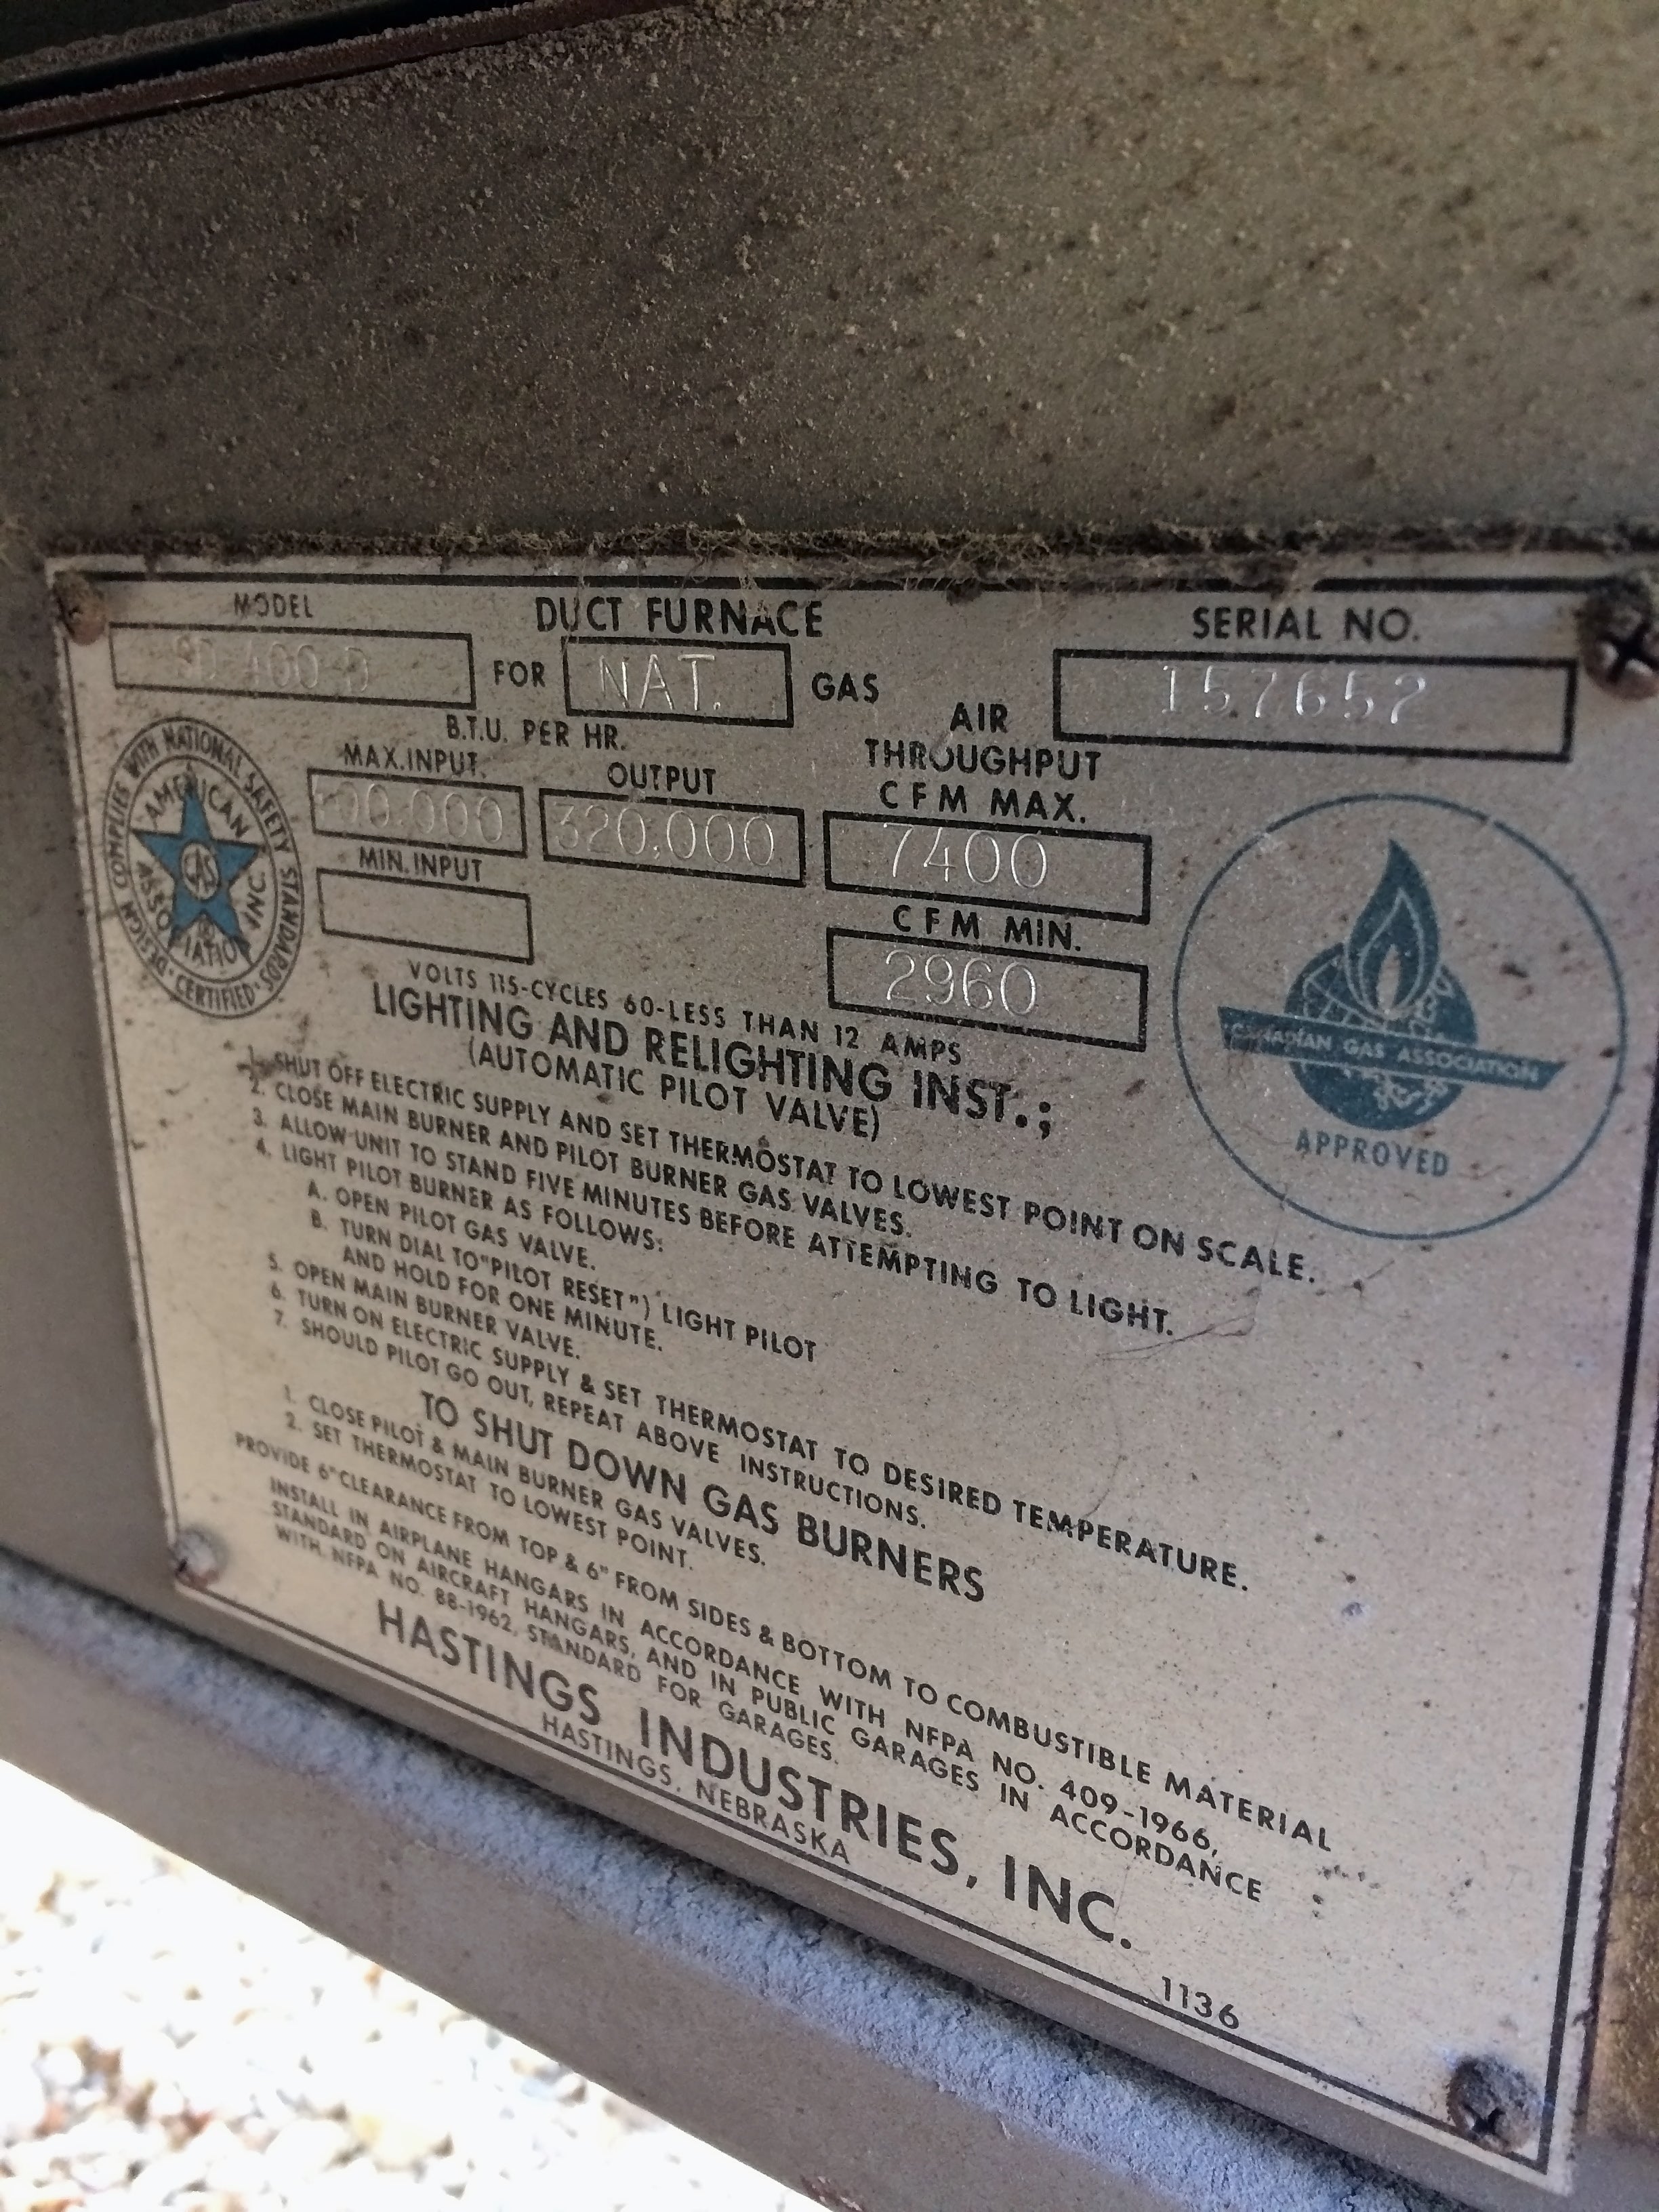 MODEL
DUCT FURNACE
SERIAL NO.
400-D
FOR
NAT.
GAS
157652
B.T.U. PER HR.
MAX.INPUT.
OUTPUT
AIR
THROUGHPUT
CFM MAX.
00.000
320.000
7400
MIN.INPUT
CFM MIN.
2960
DESIGN COMPLIES WITH NATIONAL SAFETY STANDARDS
CERTIFIED
AMERICAN
GAS
ASSOCIATION
INC.
CANADIAN GAS ASSOCIATION
APPROVED
VOLTS 115-CYCLES 60-LESS THAN 12 AMPS
LIGHTING AND RELIGHTING INST.;
(AUTOMATIC PILOT VALVE)
1. SHUT OFF ELECTRIC SUPPLY AND SET THERMOSTAT TO LOWEST POINT ON SCALE.
2. CLOSE MAIN BURNER AND PILOT BURNER GAS VALVES.
3. ALLOW UNIT TO STAND FIVE MINUTES BEFORE ATTEMPTING TO LIGHT.
4. LIGHT PILOT BURNER AS FOLLOWS:
A. OPEN PILOT GAS VALVE.
B. TURN DIAL TO"PILOT RESET") LIGHT PILOT
AND HOLD FOR ONE MINUTE.
5. OPEN MAIN BURNER VALVE.
6. TURN ON ELECTRIC SUPPLY & SET THERMOSTAT TO DESIRED TEMPERATURE.
7. SHOULD PILOT GO OUT, REPEAT ABOVE INSTRUCTIONS.
TO SHUT DOWN GAS BURNERS
1. CLOSE PILOT & MAIN BURNER GAS VALVES.
2. SET THERMOSTAT TO LOWEST POINT.
PROVIDE 6" CLEARANCE FROM TOP & 6" FROM SIDES & BOTTOM TO COMBUSTIBLE MATERIAL
INSTALL IN AIRPLANE HANGARS IN ACCORDANCE WITH NFPA NO. 409-1966,
STANDARD ON AIRCRAFT HANGARS, AND IN PUBLIC GARAGES IN ACCORDANCE
WITH NFPA NO. 88-1962, STANDARD FOR GARAGES.
HASTINGS INDUSTRIES, INC.
HASTINGS, NEBRASKA
1136